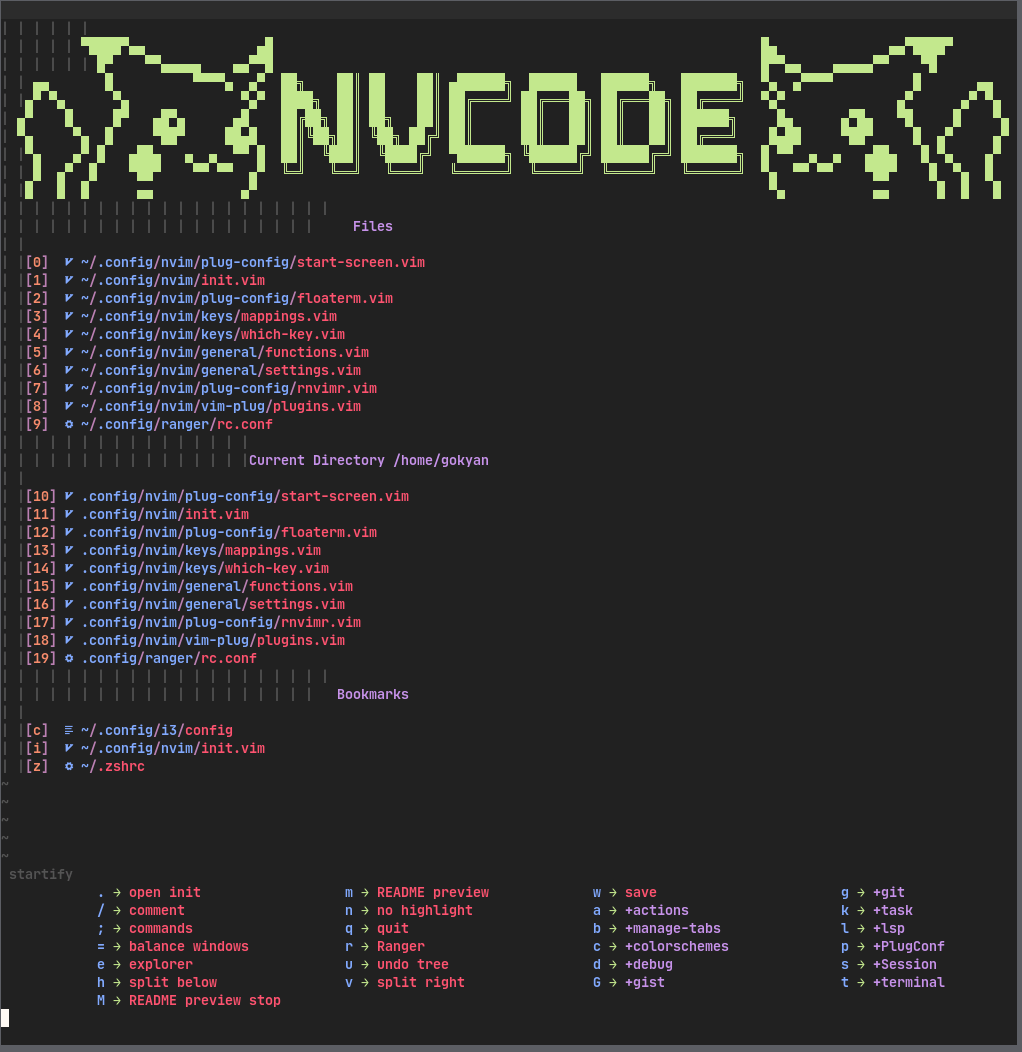 NVCODE
Files
[0] ~/.config/nvim/plug-config/start-screen.vim
[1] ~/.config/nvim/init.vim
[2] ~/.config/nvim/plug-config/floaterm.vim
[3] ~/.config/nvim/keys/mappings.vim
[4] ~/.config/nvim/keys/which-key.vim
[5] ~/.config/nvim/general/functions.vim
[6] ~/.config/nvim/general/settings.vim
[7] ~/.config/nvim/plug-config/rnvimr.vim
[8] ~/.config/nvim/vim-plug/plugins.vim
[9] ~/.config/ranger/rc.conf
Current Directory /home/gokyan
[10] .config/nvim/plug-config/start-screen.vim
[11] .config/nvim/init.vim
[12] .config/nvim/plug-config/floaterm.vim
[13] .config/nvim/keys/mappings.vim
[14] .config/nvim/keys/which-key.vim
[15] .config/nvim/general/functions.vim
[16] .config/nvim/general/settings.vim
[17] .config/nvim/plug-config/rnvimr.vim
[18] .config/nvim/vim-plug/plugins.vim
[19] .config/ranger/rc.conf
Bookmarks
[c] ~/.config/i3/config
[i] ~/.config/nvim/init.vim
[z] ~/.zshrc
~
~
~
~
~
startify
. → open init m → README preview w → save g → +git
/ → comment n → no highlight a → +actions k → +task
; → commands q → quit b → +manage-tabs l → +lsp
= → balance windows r → Ranger c → +colorschemes p → +PlugConf
e → explorer u → undo tree d → +debug s → +Session
h → split below v → split right G → +gist t → +terminal
M → README preview stop